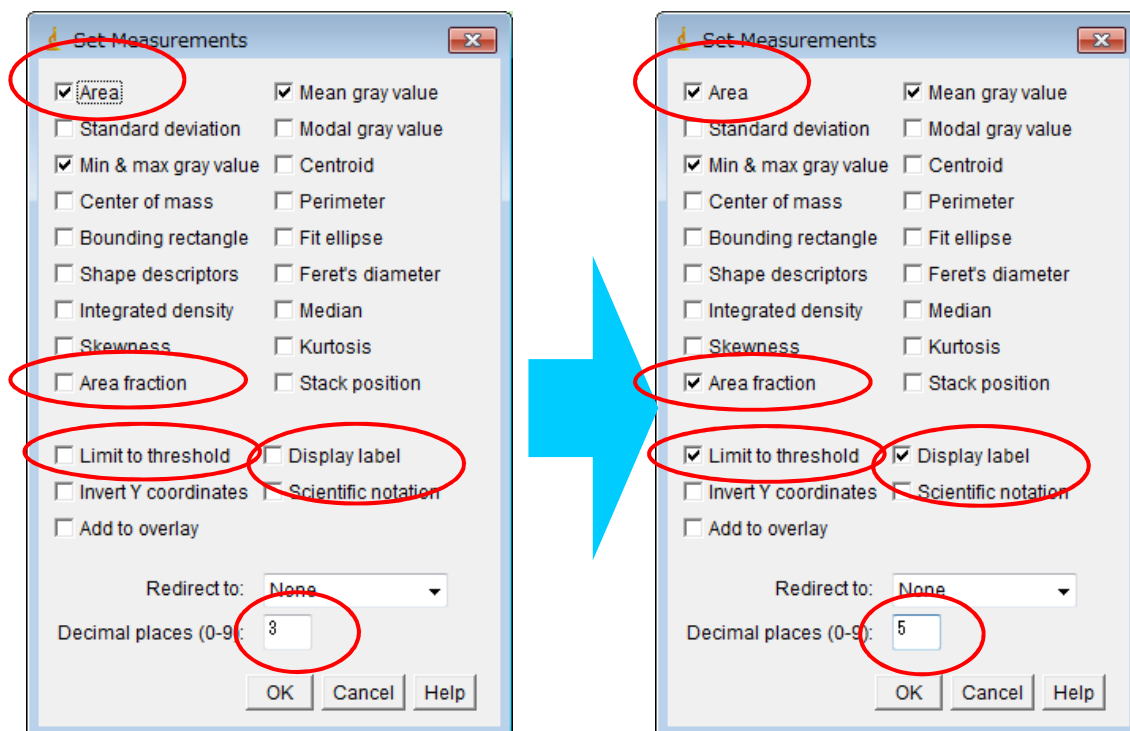 Set Measurements
Area Mean gray value
Standard deviation Modal gray value
Min & max gray value Centroid
Center of mass Perimeter
Bounding rectangle Fit ellipse
Shape descriptors Feret's diameter
Integrated density Median
Skewness Kurtosis
Area fraction Stack position
Limit to threshold Display label
Invert Y coordinates Scientific notation
Add to overlay
Redirect to: None
Decimal places (0-9): 3
OK Cancel Help
Set Measurements
Area Mean gray value
Standard deviation Modal gray value
Min & max gray value Centroid
Center of mass Perimeter
Bounding rectangle Fit ellipse
Shape descriptors Feret's diameter
Integrated density Median
Skewness Kurtosis
Area fraction Stack position
Limit to threshold Display label
Invert Y coordinates Scientific notation
Add to overlay
Redirect to: None
Decimal places (0-9): 5
OK Cancel Help